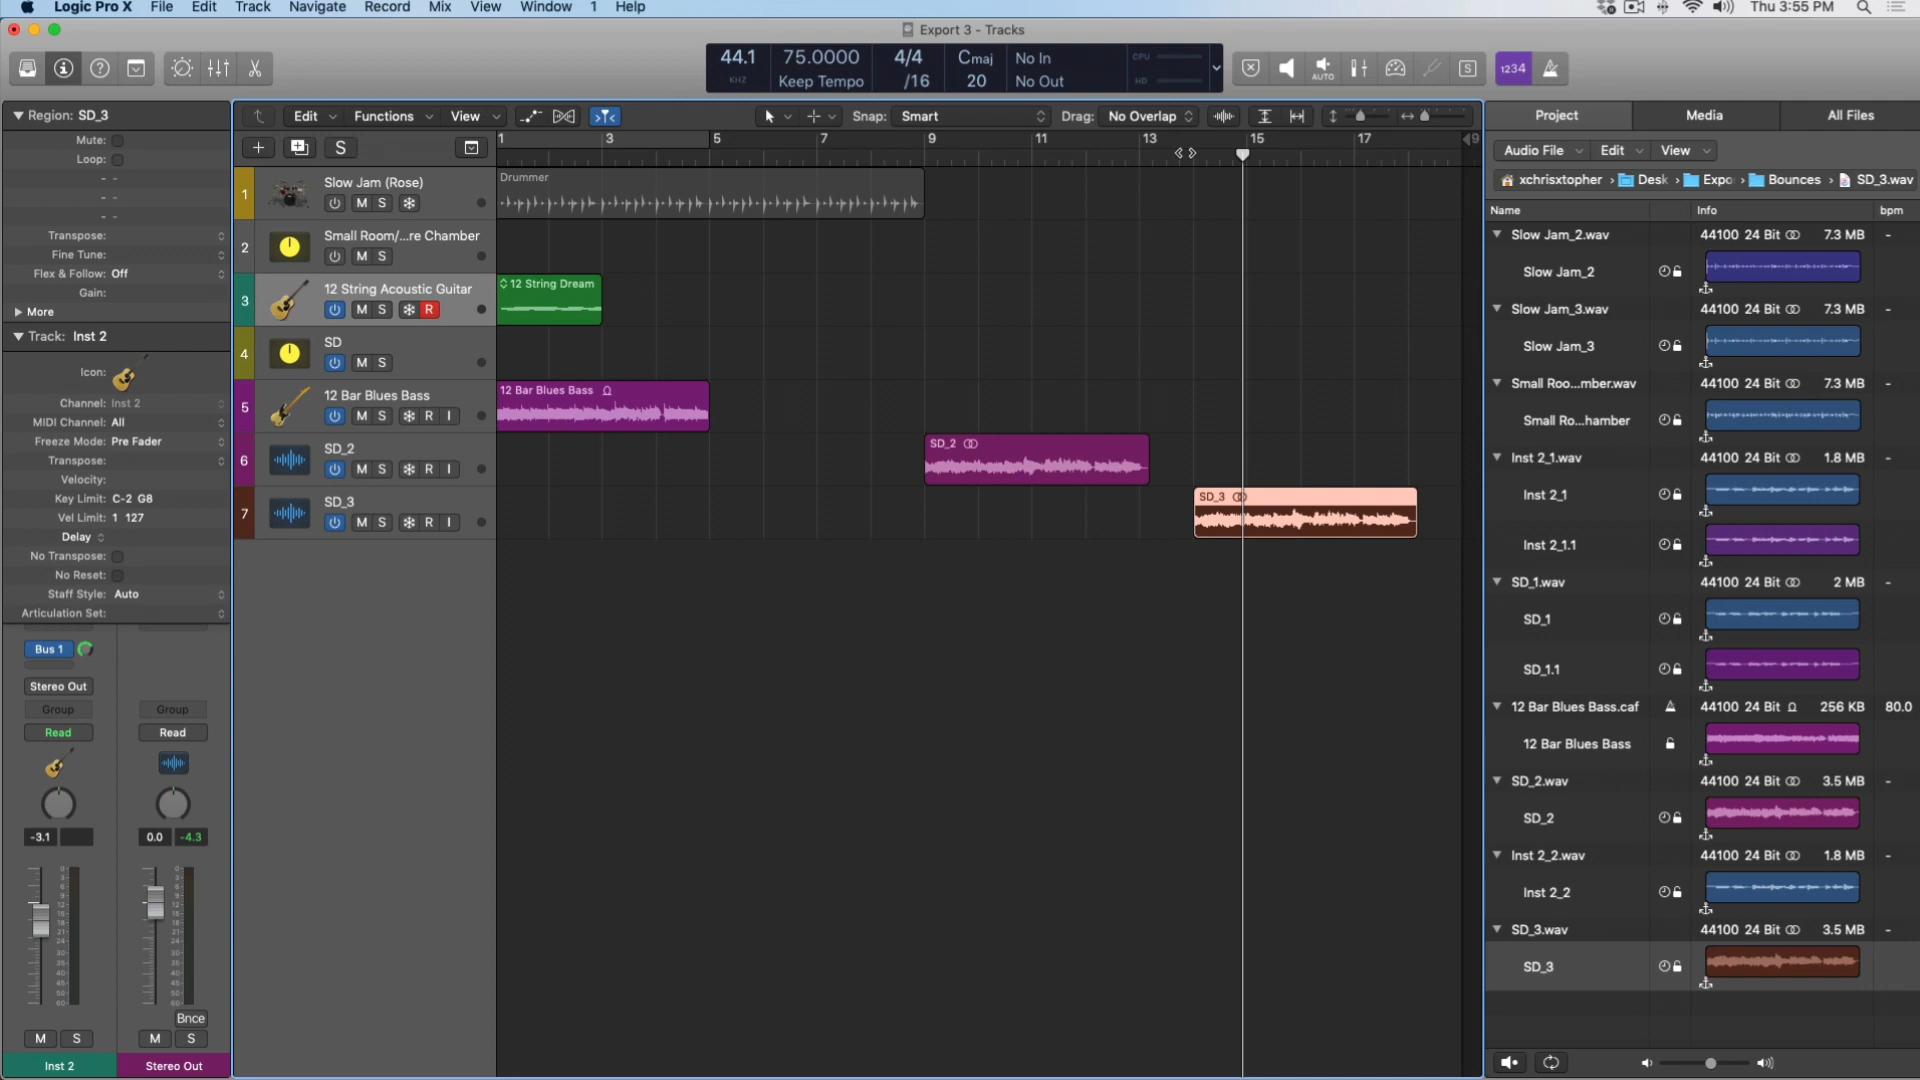 Logic Pro X File Edit Track Navigate Record Mix View Window 1 Help
Thu 3:55 PM
Export 3 - Tracks
44.1 75.0000 4/4 Cmaj No In CPU
KHZ Keep Tempo /16 20 No Out HD
AUTO S 1234
Region: SD_3
Mute:
Loop:
- -
- -
- -
Transpose:
Fine Tune:
Flex & Follow: Off
Gain:
More
Track: Inst 2
Icon:
Channel: Inst 2
MIDI Channel: All
Freeze Mode: Pre Fader
Transpose:
Velocity:
Key Limit: C-2 G8
Vel Limit: 1 127
Delay
No Transpose:
No Reset:
Staff Style: Auto
Articulation Set:
Bus 1
Stereo Out
Group Group
Read Read
-3.1 0.0 -4.3
Bnce
M S M S
Inst 2 Stereo Out
Edit Functions View Snap: Smart Drag: No Overlap
S
1 3 5 7 9 11 13 15 17 9
1 Slow Jam (Rose) M S
2 Small Room/...re Chamber M S
3 12 String Acoustic Guitar M S R
4 SD M S
5 12 Bar Blues Bass M S R I
6 SD_2 M S R I
7 SD_3 M S R I
Drummer
12 String Dream
12 Bar Blues Bass
SD_2
SD_3
Project Media All Files
Audio File Edit View
xchrisxtopher Desk Expo Bounces SD_3.wav
Name Info bpm
Slow Jam_2.wav 44100 24 Bit 7.3 MB -
Slow Jam_2
Slow Jam_3.wav 44100 24 Bit 7.3 MB -
Slow Jam_3
Small Roo...mber.wav 44100 24 Bit 7.3 MB -
Small Ro...hamber
Inst 2_1.wav 44100 24 Bit 1.8 MB -
Inst 2_1
Inst 2_1.1
SD_1.wav 44100 24 Bit 2 MB -
SD_1
SD_1.1
12 Bar Blues Bass.caf 44100 24 Bit 256 KB 80.0
12 Bar Blues Bass
SD_2.wav 44100 24 Bit 3.5 MB -
SD_2
Inst 2_2.wav 44100 24 Bit 1.8 MB -
Inst 2_2
SD_3.wav 44100 24 Bit 3.5 MB -
SD_3